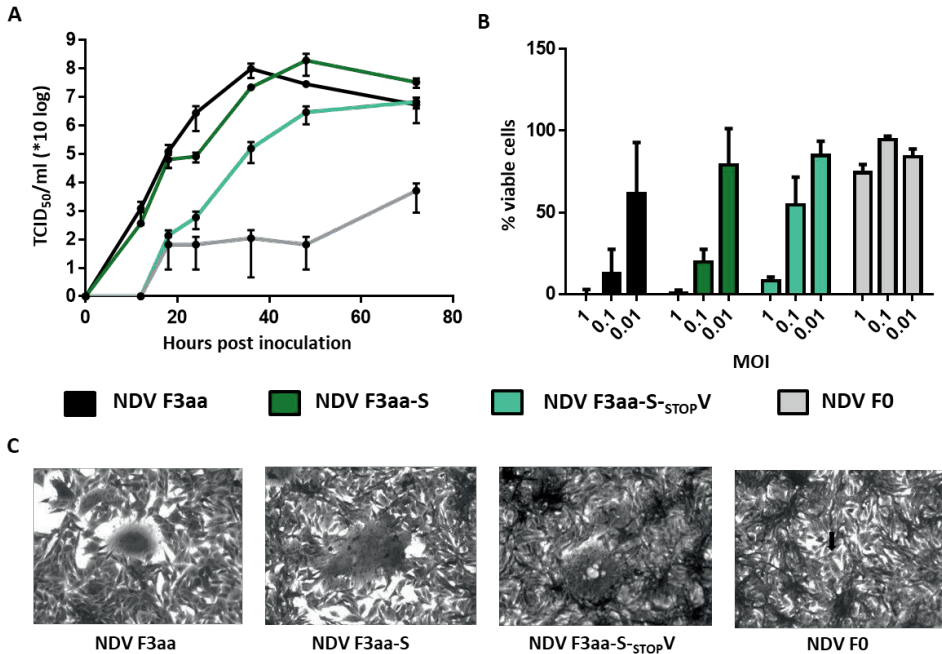 A
TCID50/ml (*10 log)
9
8
7
6
5
4
3
2
1
0
0 20 40 60 80
Hours post inoculation
B
% viable cells
150
100
50
0
1 0.1 0.01 1 0.1 0.01 1 0.1 0.01 1 0.1 0.01
MOI
NDV F3aa NDV F3aa-S NDV F3aa-S-STOPV NDV F0
C
NDV F3aa NDV F3aa-S NDV F3aa-S-STOPV NDV F0